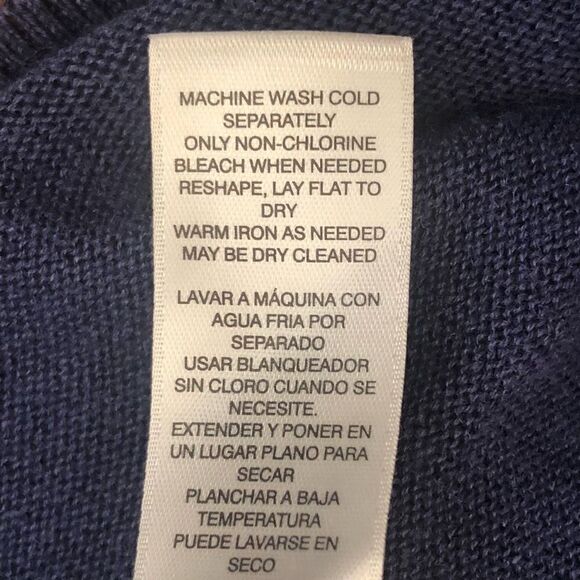 MACHINE WASH COLD
SEPARATELY
ONLY NON-CHLORINE
BLEACH WHEN NEEDED
RESHAPE, LAY FLAT TO
DRY
WARM IRON AS NEEDED
MAY BE DRY CLEANED
LAVAR A MÁQUINA CON
AGUA FRIA POR
SEPARADO
USAR BLANQUEADOR
SIN CLORO CUANDO SE
NECESITE.
EXTENDER Y PONER EN
UN LUGAR PLANO PARA
SECAR
PLANCHAR A BAJA
TEMPERATURA
PUEDE LAVARSE EN
SECO